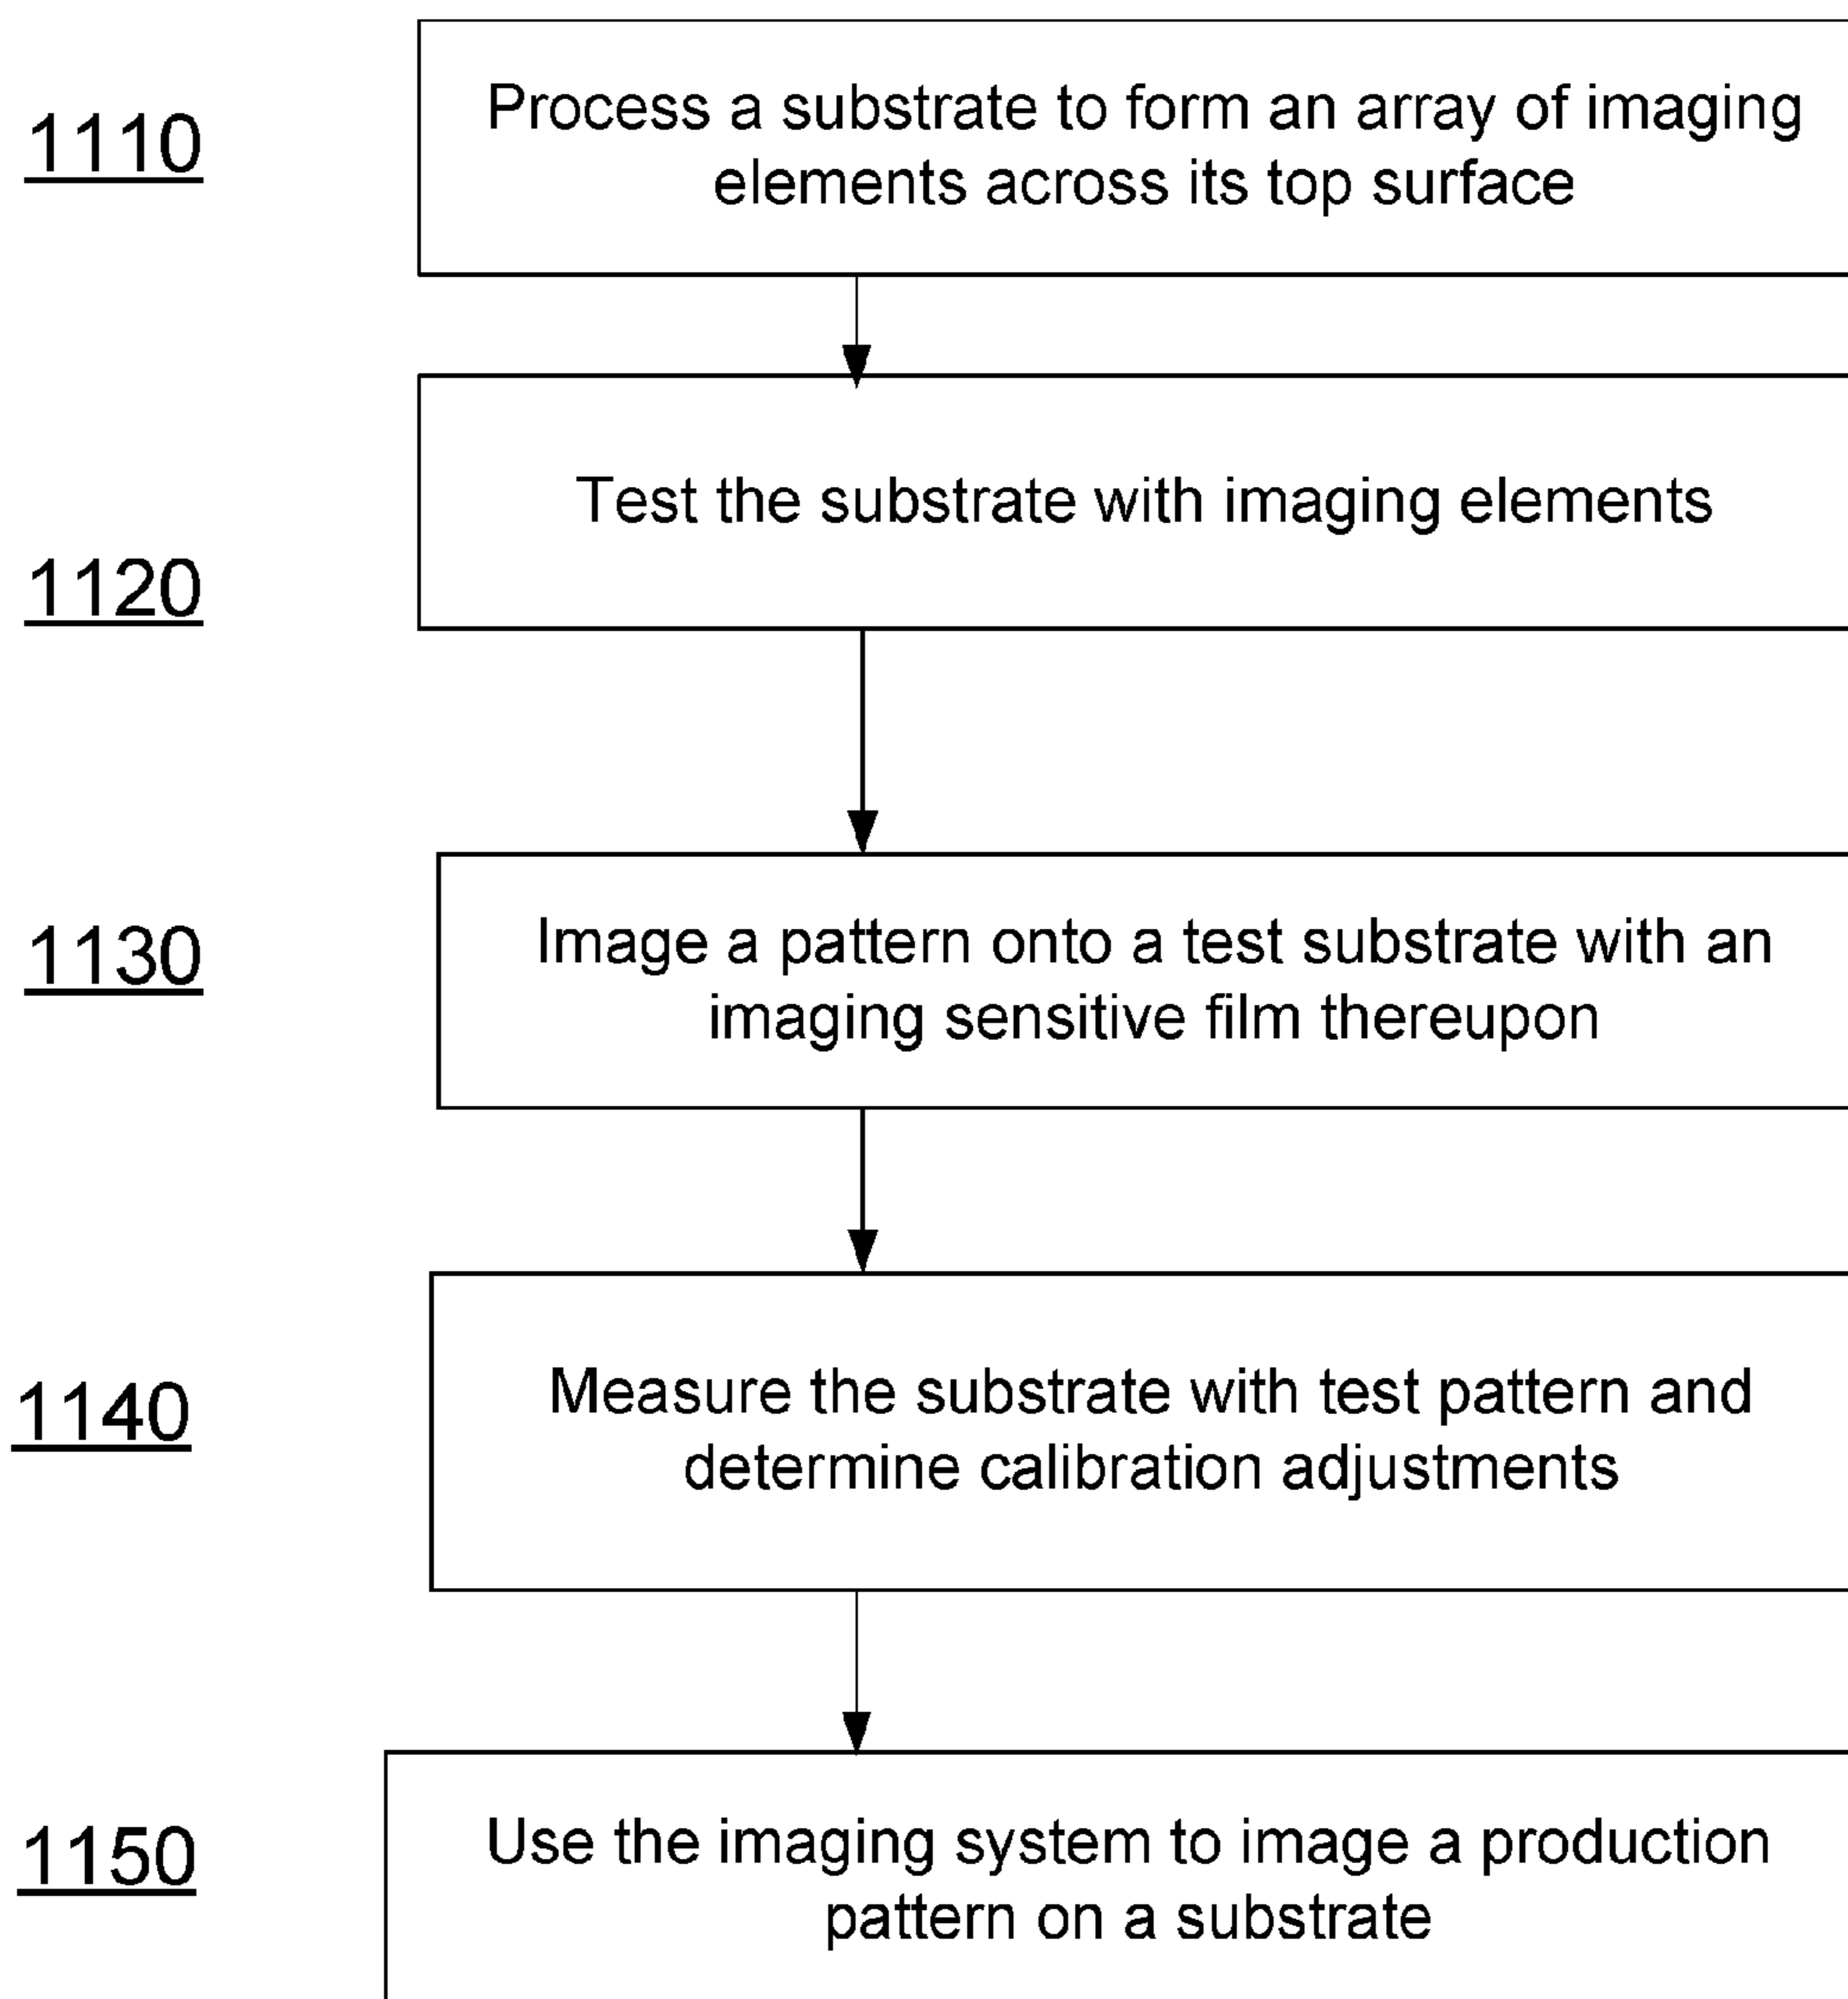 1110
Process a substrate to form an array of imaging
elements across its top surface
Test the substrate with imaging elements
1120
1130
Image a pattern onto a test substrate with an
imaging sensitive film thereupon
1140
Measure the substrate with test pattern and
determine calibration adjustments
1150
Use the imaging system to image a production
pattern on a substrate